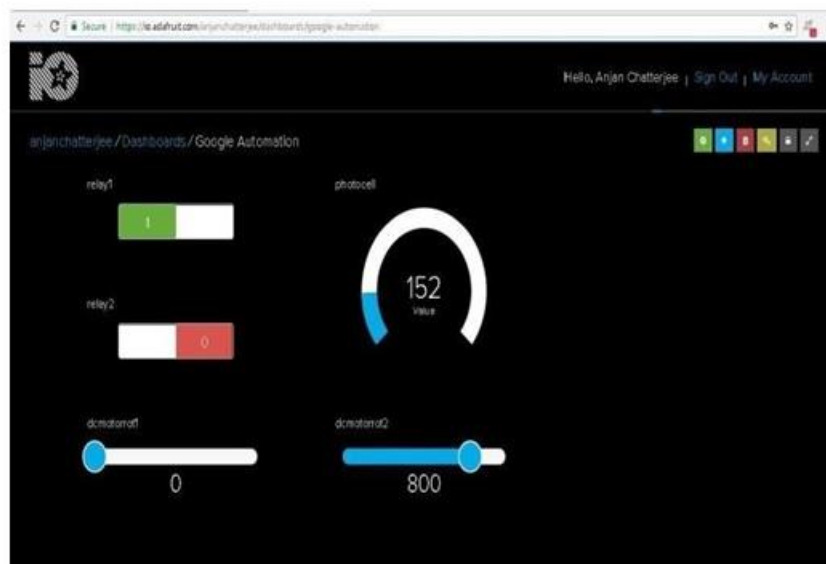 Secure | https://io.adafruit.com/anjanchatterjee/dashboards/google-automation
Hello, Anjan Chatterjee | Sign Out | My Account
anjanchatterjee/Dashboards/Google Automation
relay1
photocell
1
152
Value
relay2
0
dcmotorrot1
dcmotorrot2
0
800